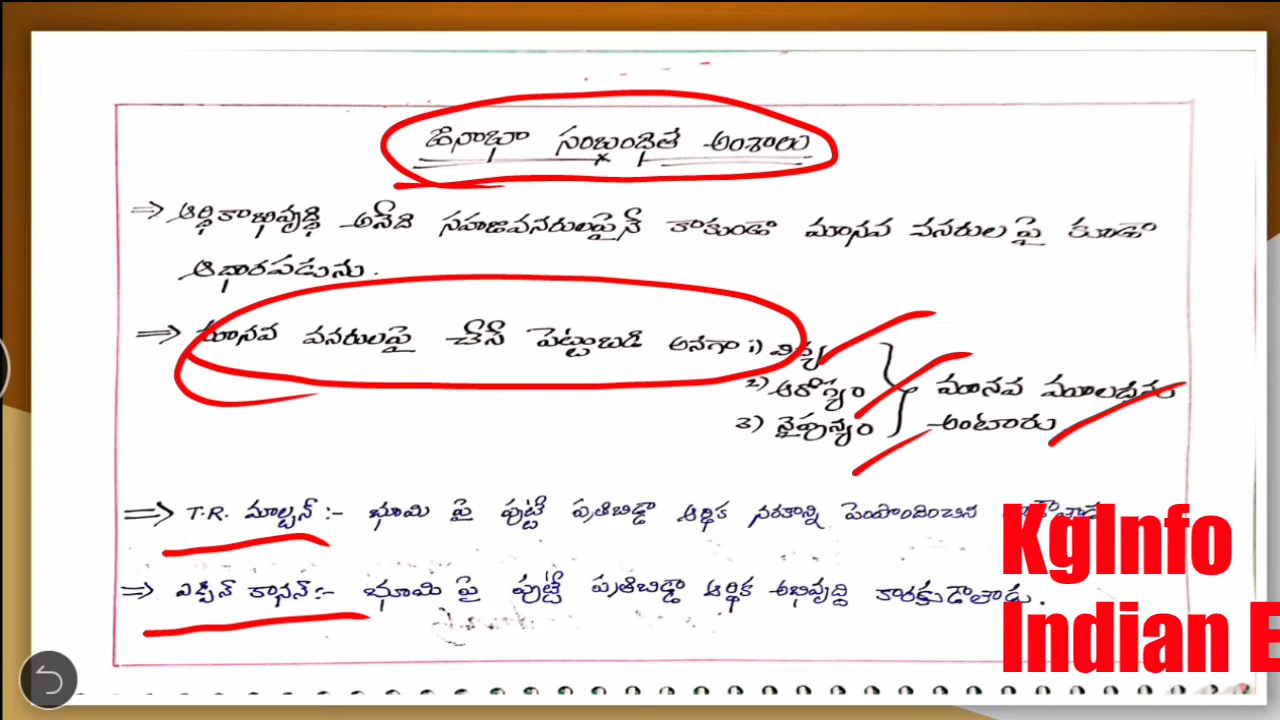 జనాభా సంబంధిత అంశాలు
⇒ ఆర్థికాభివృద్ధి అనేది సహజవనరులపైనే కాకుండా మానవ వనరుల పై కూడా
ఆధారపడును.
⇒ మానవ వనరులపై చేసే పెట్టుబడి అనగా 1) విద్య
2) ఆరోగ్యం మానవ మూలధనం
3) నైపున్యం అంటారు
⇒ T.R. మాల్థస్ :- భూమి పై పుట్టే ప్రతిబిడ్డా ఆర్థిక నరకాన్ని పెంపొందించిన
⇒ ఎడ్విన్ కానన్ :- భూమి పై పుట్టే ప్రతిబిడ్డా ఆర్థిక అభివృద్ది కారకుడౌతాడు.
KgInfo
Indian E